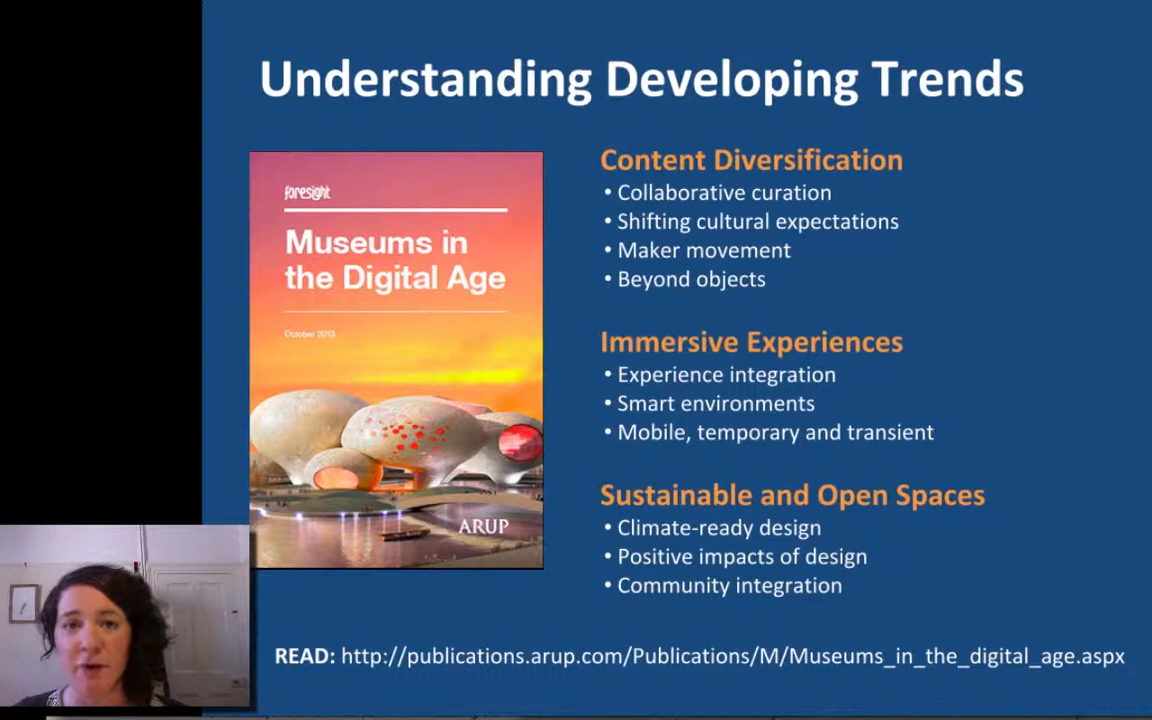 Understanding Developing Trends
foresight
Museums in
the Digital Age
October 2013
ARUP
Content Diversification
• Collaborative curation
• Shifting cultural expectations
• Maker movement
• Beyond objects
Immersive Experiences
• Experience integration
• Smart environments
• Mobile, temporary and transient
Sustainable and Open Spaces
• Climate-ready design
• Positive impacts of design
• Community integration
READ: http://publications.arup.com/Publications/M/Museums_in_the_digital_age.aspx